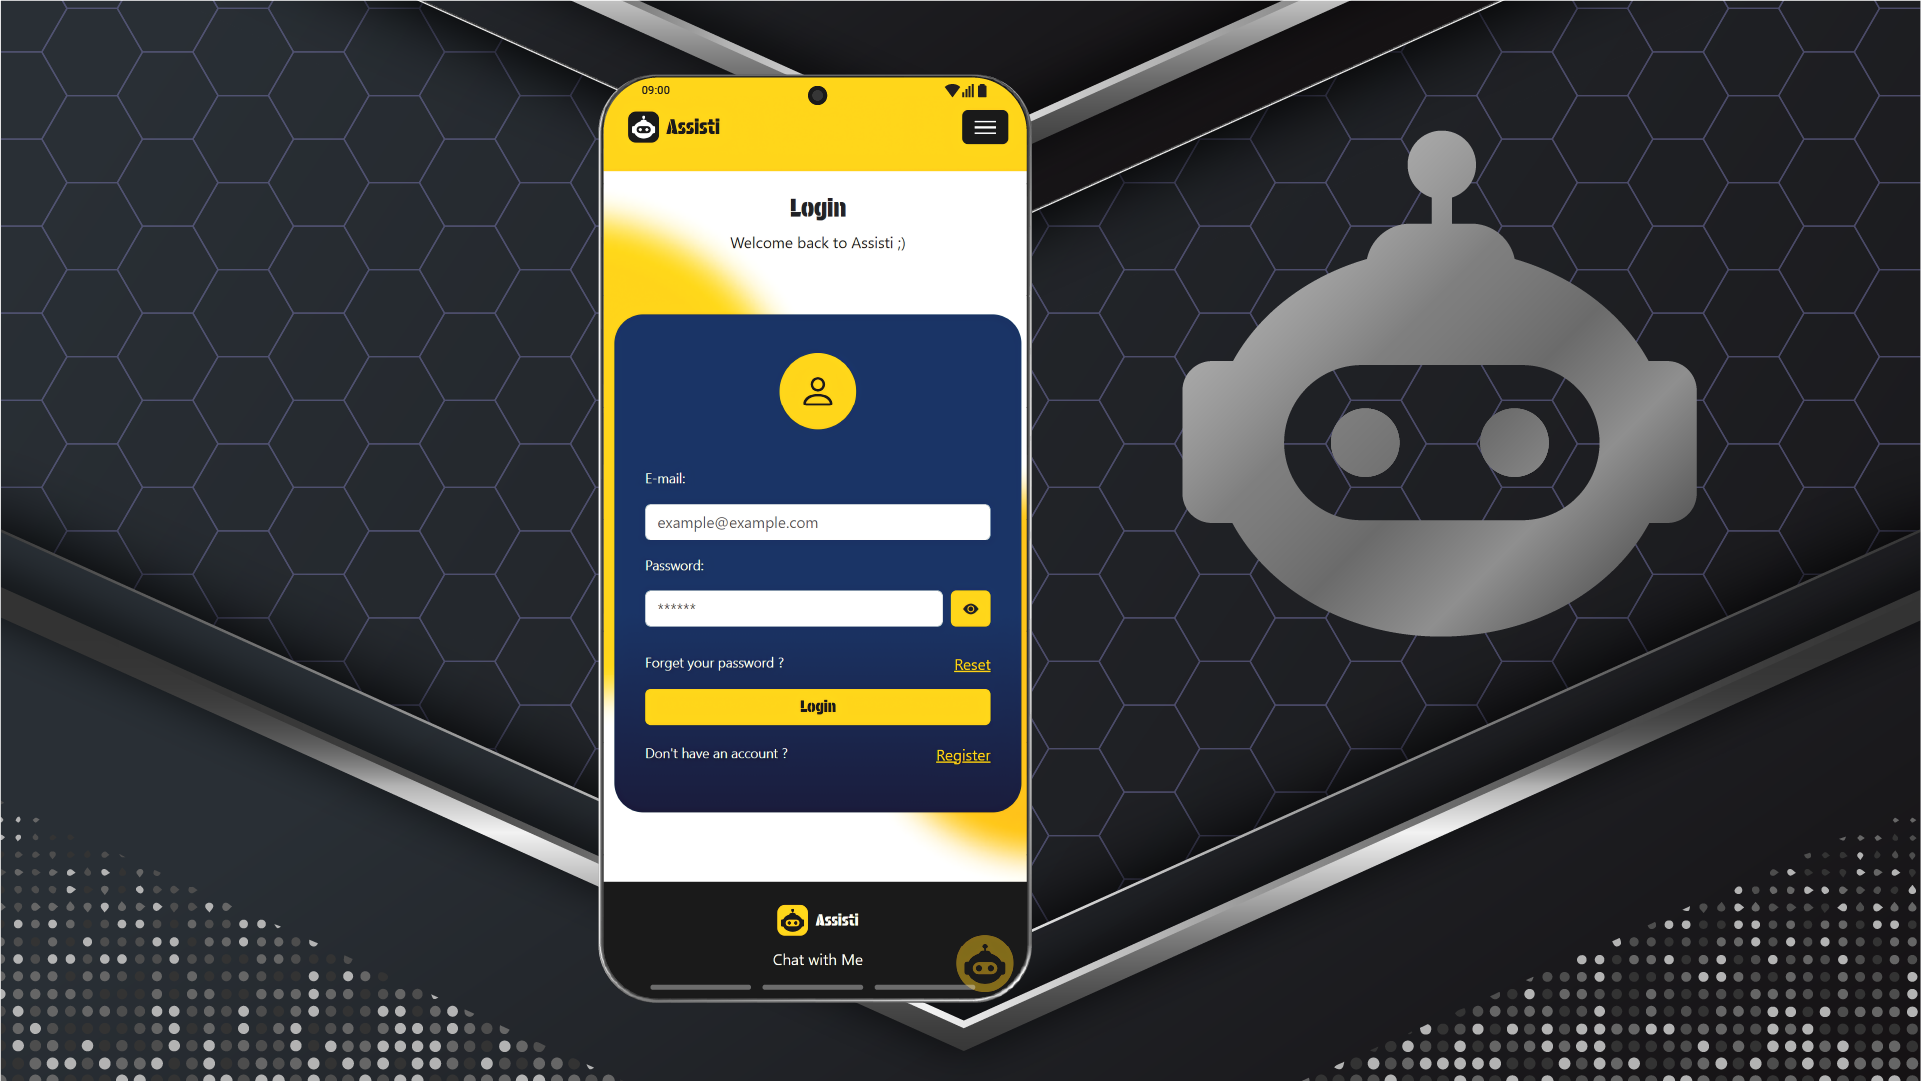 09:00
Assisti
Login
Welcome back to Assisti ;)
E-mail:
example@example.com
Password:
******
Forget your password ?
Reset
Login
Don't have an account ?
Register
Assisti
Chat with Me